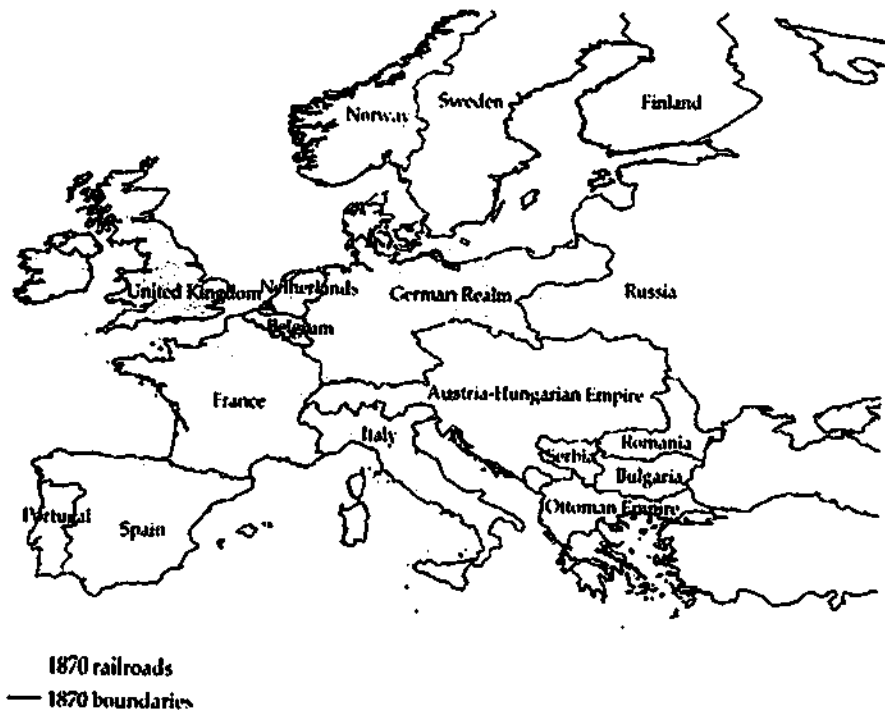 Norway
Sweden
Finland
United Kingdom
Netherlands
German Realm
Russia
Belgium
France
Austria-Hungarian Empire
Italy
Romania
Serbia
Bulgaria
Portugal
Spain
Ottoman Empire
1870 railroads
1870 boundaries